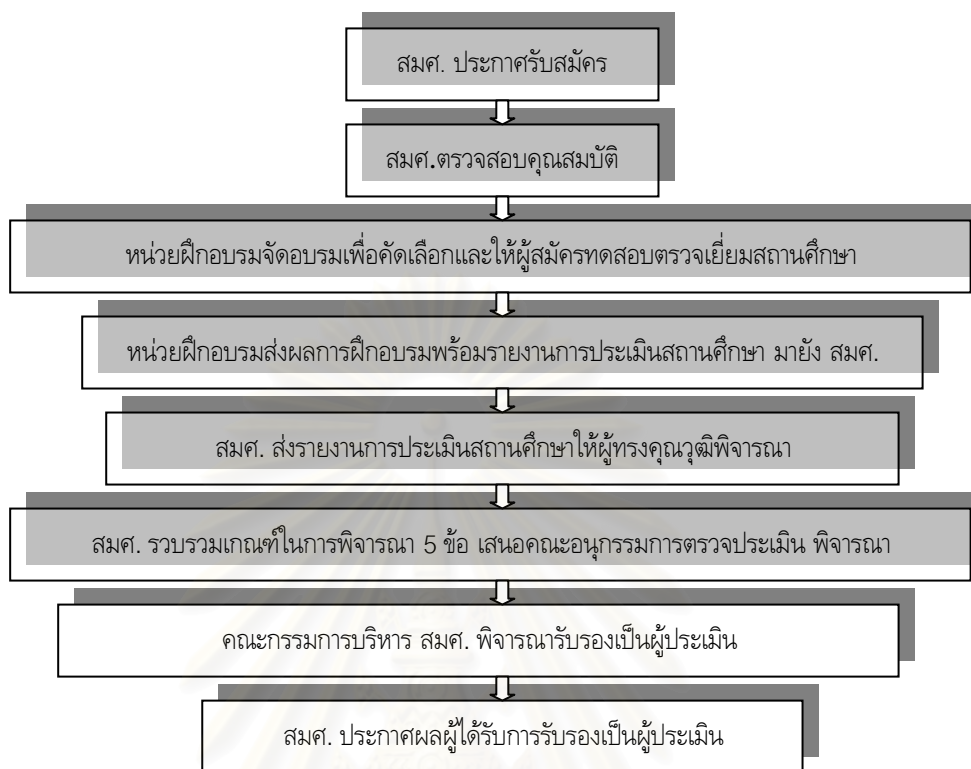 สมศ. ประกาศรับสมัคร
สมศ.ตรวจสอบคุณสมบัติ
หน่วยฝึกอบรมจัดอบรมเพื่อคัดเลือกและให้ผู้สมัครทดสอบตรวจเยี่ยมสถานศึกษา
หน่วยฝึกอบรมส่งผลการฝึกอบรมพร้อมรายงานการประเมินสถานศึกษา มายัง สมศ.
สมศ. ส่งรายงานการประเมินสถานศึกษาให้ผู้ทรงคุณวุฒิพิจารณา
สมศ. รวบรวมเกณฑ์ในการพิจารณา 5 ข้อ เสนอคณะอนุกรรมการตรวจประเมิน พิจารณา
คณะกรรมการบริหาร สมศ. พิจารณารับรองเป็นผู้ประเมิน
สมศ. ประกาศผลผู้ได้รับการรับรองเป็นผู้ประเมิน